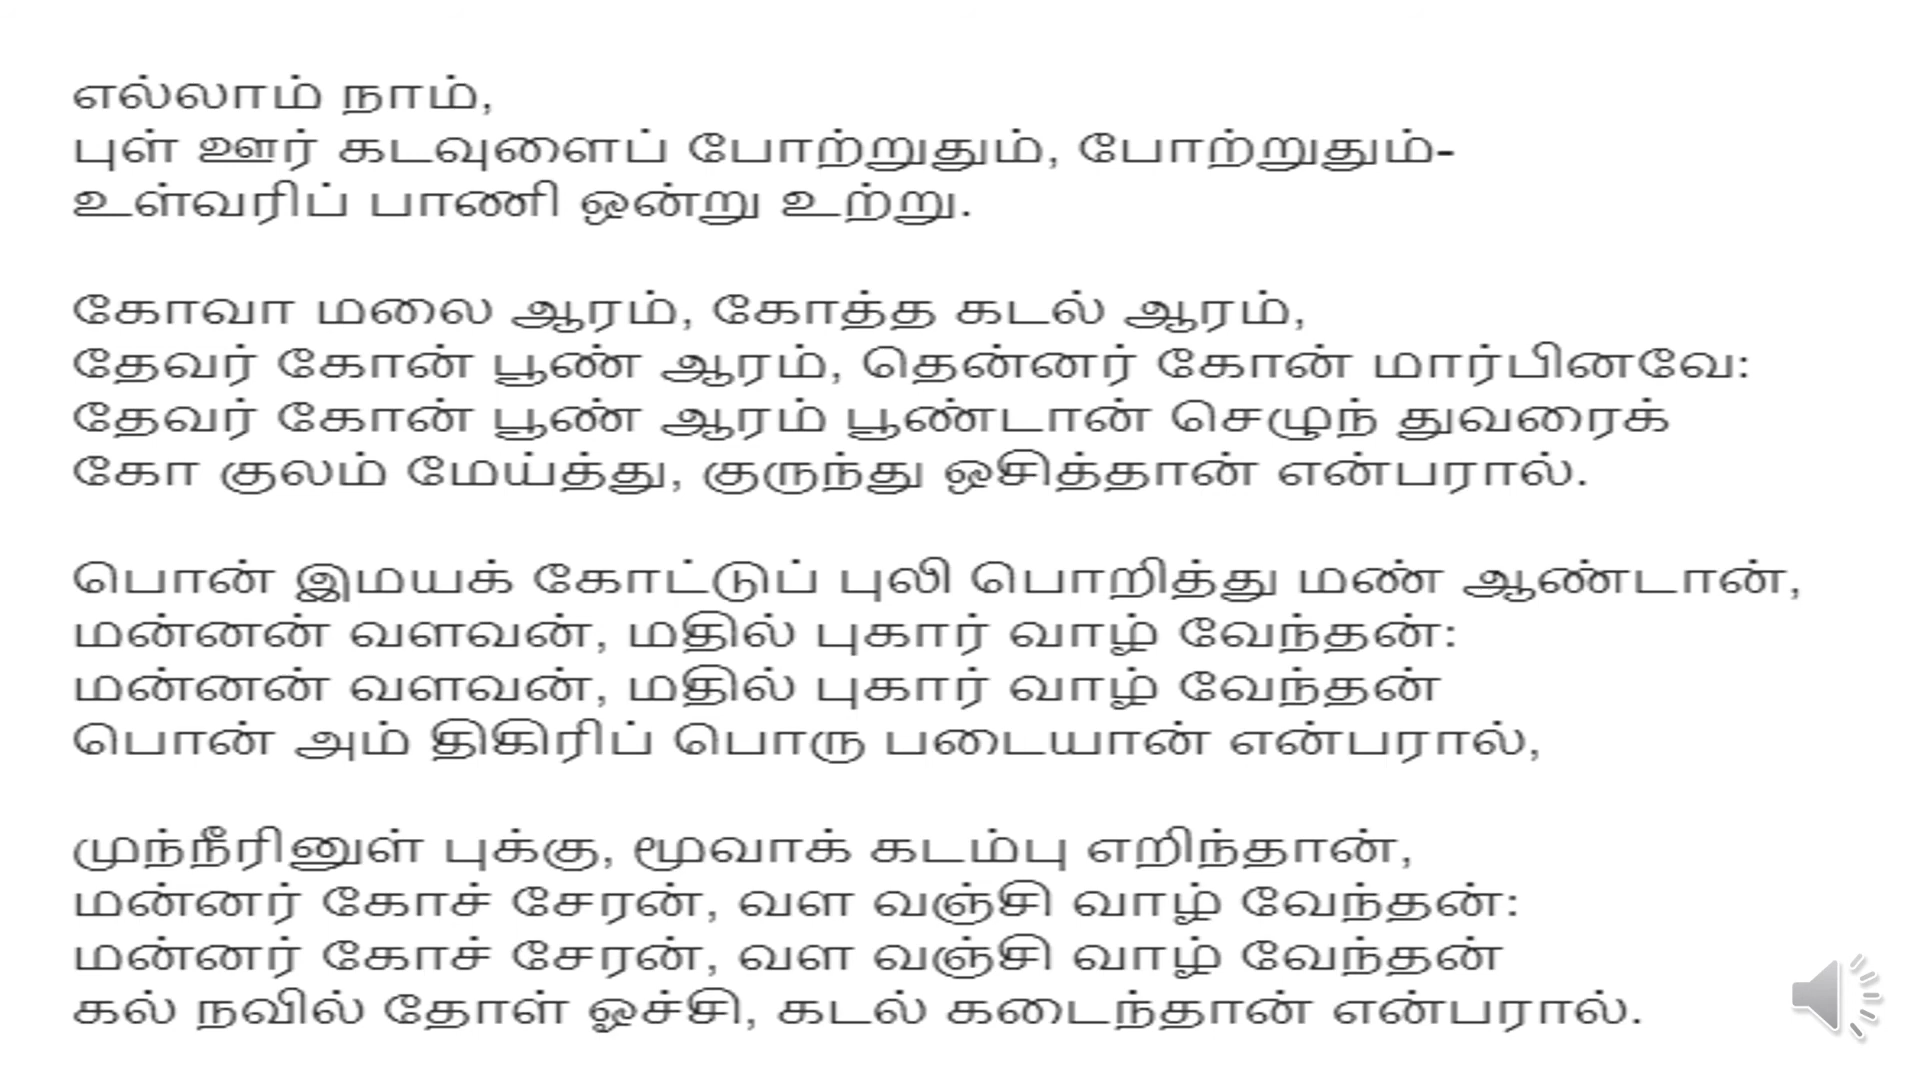 எல்லாம் நாம்,
புள் ஊர் கடவுளைப் போற்றுதும், போற்றுதும்-
உள்வரிப் பாணி ஒன்று உற்று.
கோவா மலை ஆரம், கோத்த கடல் ஆரம்,
தேவர் கோன் பூண் ஆரம், தென்னர் கோன் மார்பினவே:
தேவர் கோன் பூண் ஆரம் பூண்டான் செழுந் துவரைக்
கோ குலம் மேய்த்து, குருந்து ஒசித்தான் என்பரால்.
பொன் இமயக் கோட்டுப் புலி பொறித்து மண் ஆண்டான்,
மன்னன் வளவன், மதில் புகார் வாழ் வேந்தன்:
மன்னன் வளவன், மதில் புகார் வாழ் வேந்தன்
பொன் அம் திகிரிப் பொரு படையான் என்பரால்,
முந்நீரினுள் புக்கு, மூவாக் கடம்பு எறிந்தான்,
மன்னர் கோச் சேரன், வள வஞ்சி வாழ் வேந்தன்:
மன்னர் கோச் சேரன், வள வஞ்சி வாழ் வேந்தன்
கல் நவில் தோள் ஓச்சி, கடல் கடைந்தான் என்பரால்.